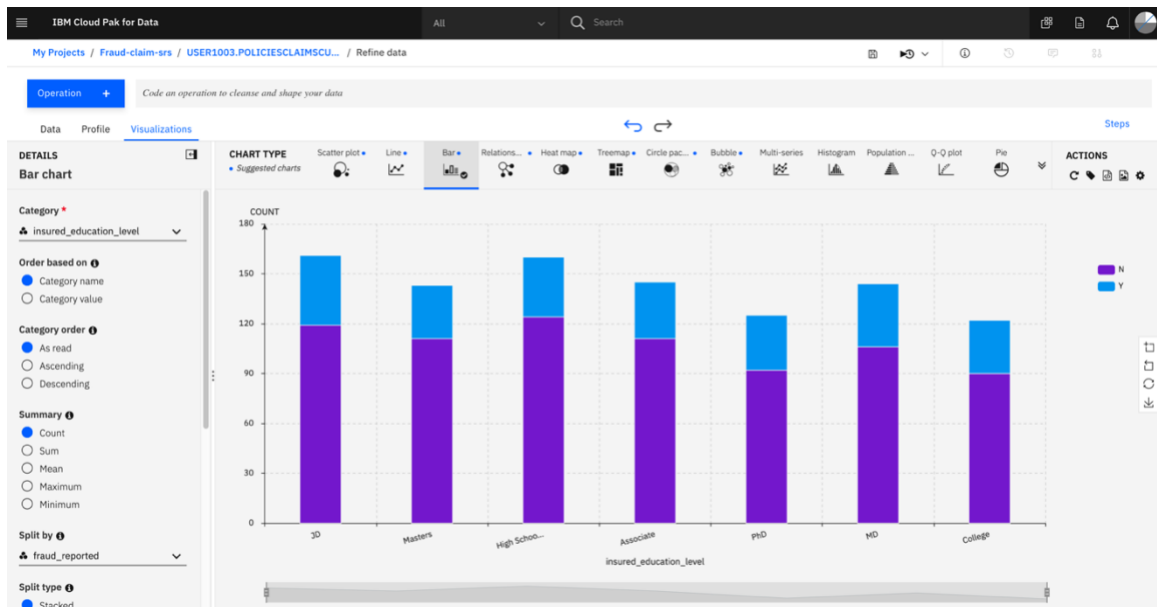 IBM Cloud Pak for Data
All
Search
My Projects / Fraud-claim-srs / USER1003.POLICIESCLAIMSCU... / Refine data
Operation +
Code an operation to cleanse and shape your data
Data Profile Visualizations
Steps
DETAILS
Bar chart
CHART TYPE
• Suggested charts
Scatter plot •
Line •
Bar •
Relations... •
Heat map •
Treemap •
Circle pac... •
Bubble •
Multi-series
Histogram
Population ...
Q-Q plot
Pie
ACTIONS
Category *
insured_education_level
Order based on
Category name
Category value
Category order
As read
Ascending
Descending
Summary
Count
Sum
Mean
Maximum
Minimum
Split by
fraud_reported
Split type
Stacked
COUNT
180
150
120
90
60
30
0
JD
Masters
High Schoo...
Associate
PhD
MD
College
insured_education_level
N
Y